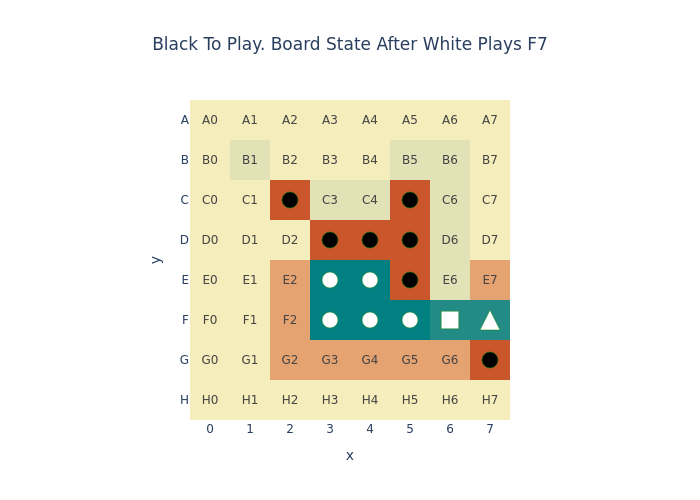 Black To Play. Board State After White Plays F7
A A0 A1 A2 A3 A4 A5 A6 A7
B B0 B1 B2 B3 B4 B5 B6 B7
C C0 C1 C3 C4 C6 C7
D D0 D1 D2 D6 D7
y
E E0 E1 E2 E6 E7
F F0 F1 F2
G G0 G1 G2 G3 G4 G5 G6
H H0 H1 H2 H3 H4 H5 H6 H7
0 1 2 3 4 5 6 7
x